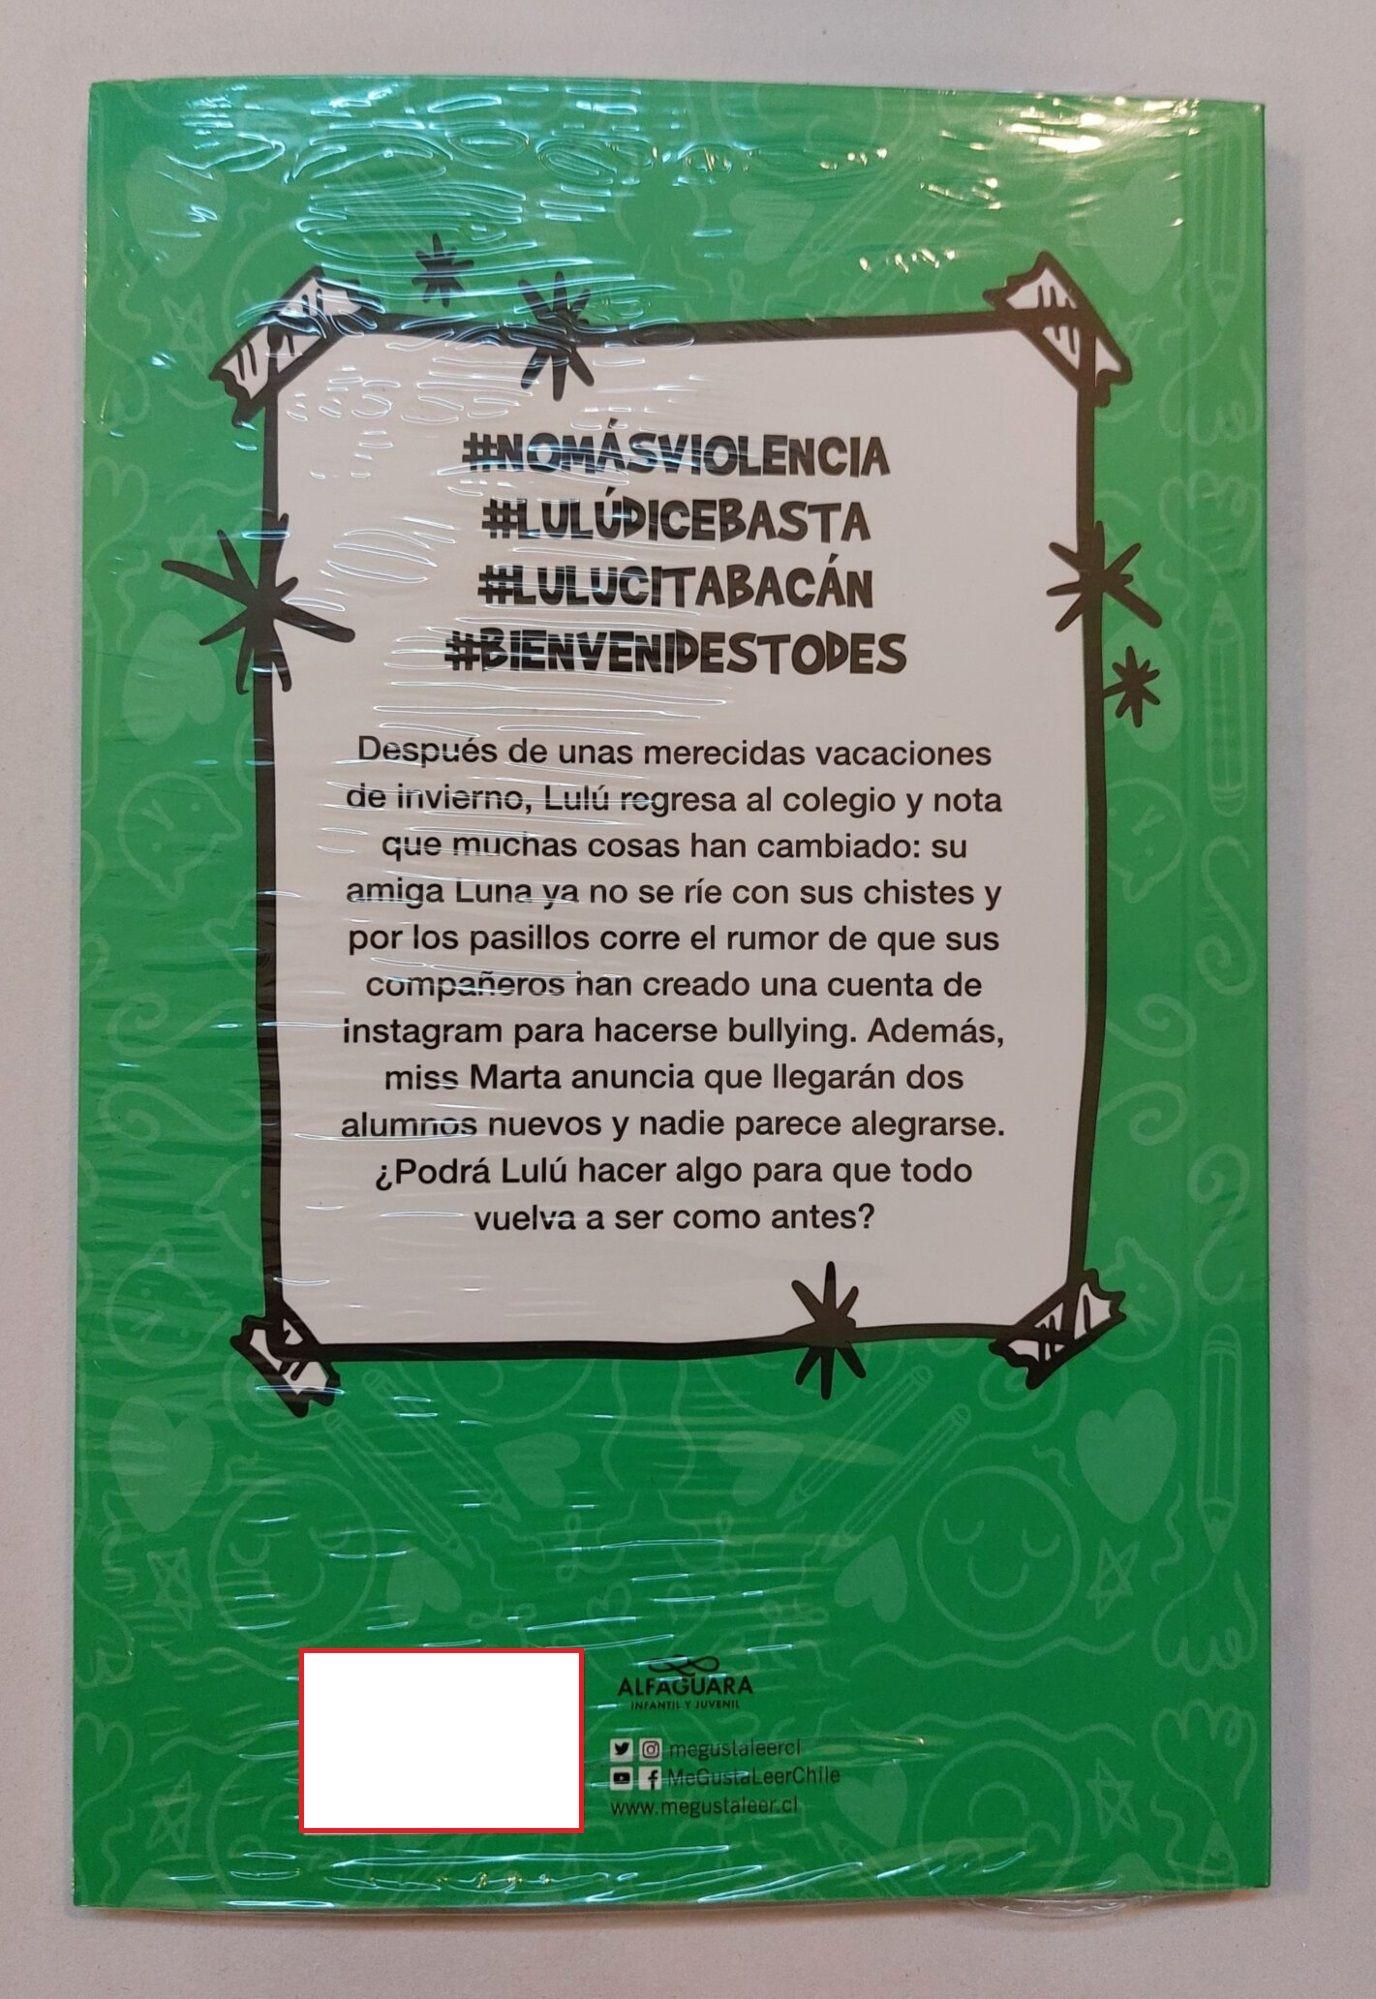 #NOMÁSVIOLENCIA
#LULÚDICEBASTA
#LULUCITABACÁN
#BIENVENIDESTODES
Después de unas merecidas vacaciones
de invierno, Lulú regresa al colegio y nota
que muchas cosas han cambiado: su
amiga Luna ya no se ríe con sus chistes y
por los pasillos corre el rumor de que sus
compañeros han creado una cuenta de
instagram para hacerse bullying. Además,
miss Marta anuncia que llegarán dos
alumnos nuevos y nadie parece alegrarse.
¿Podrá Lulú hacer algo para que todo
vuelva a ser como antes?
ALFAGUARA
INFANTIL Y JUVENIL
megustaleercl
MeGustaLeerChile
www.megustaleer.cl